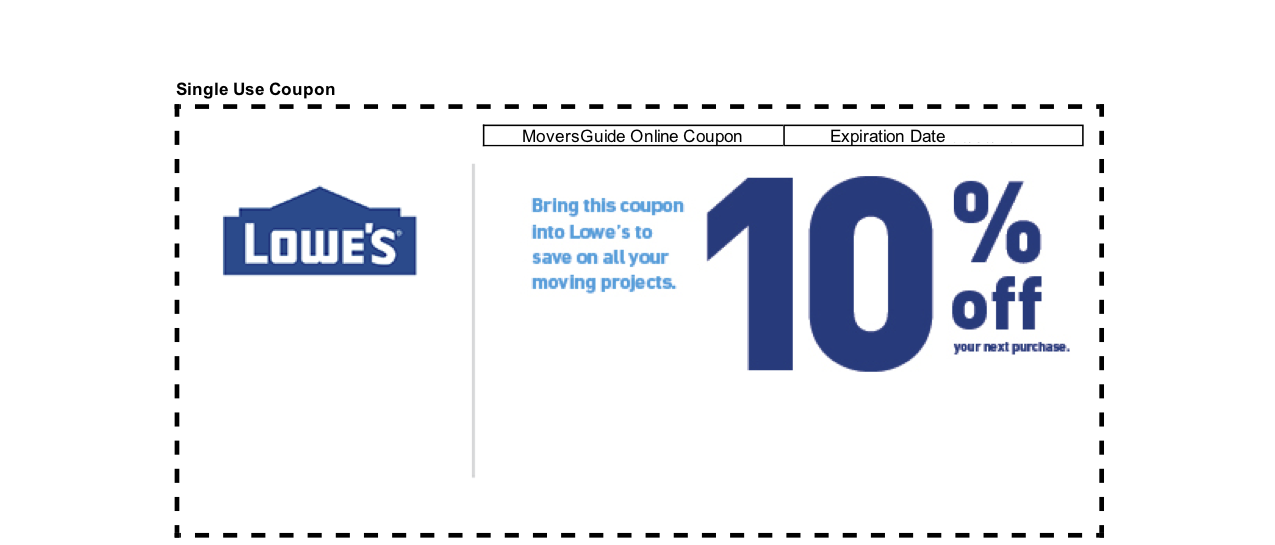 Single Use Coupon
MoversGuide Online Coupon Expiration Date
LOWE'S®
Bring this coupon
into Lowe's to
save on all your
moving projects.
10% off
your next purchase.